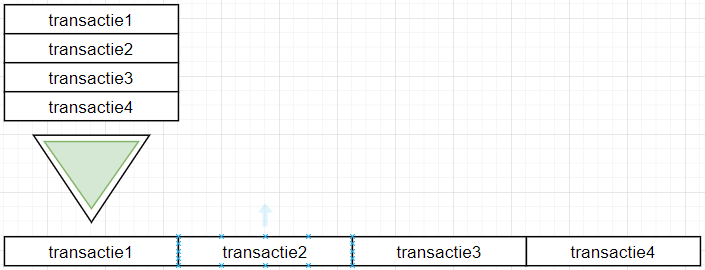 transactie1
transactie2
transactie3
transactie4
transactie1 transactie2 transactie3 transactie4